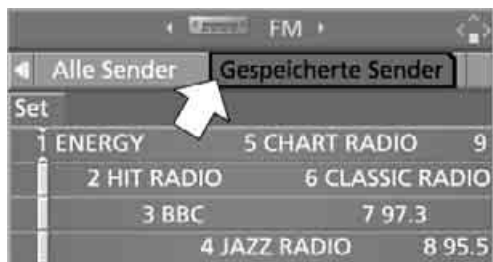 FM
Alle Sender Gespeicherte Sender
Set
1 ENERGY 5 CHART RADIO 9
2 HIT RADIO 6 CLASSIC RADIO
3 BBC 7 97.3
4 JAZZ RADIO 8 95.5